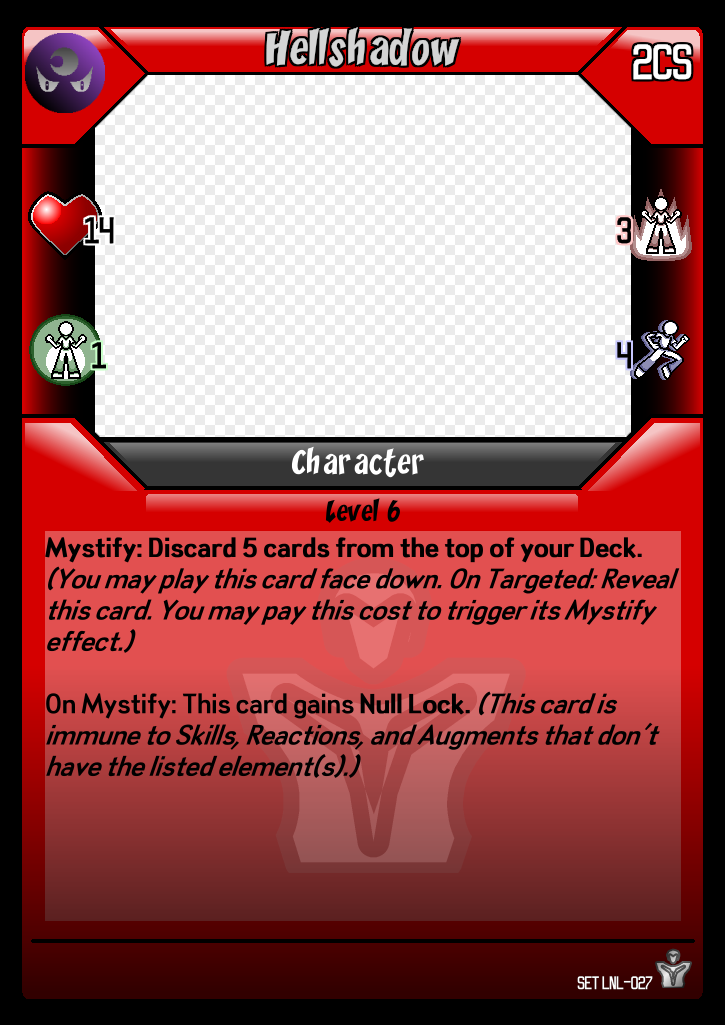 Hellshadow
2CS
14
3
1
4
Character
Level 6
Mystify: Discard 5 cards from the top of your Deck.
(You may play this card face down. On Targeted: Reveal
this card. You may pay this cost to trigger its Mystify
effect.)
On Mystify: This card gains Null Lock. (This card is
immune to Skills, Reactions, and Augments that don't
have the listed element(s).)
SET LNL-027